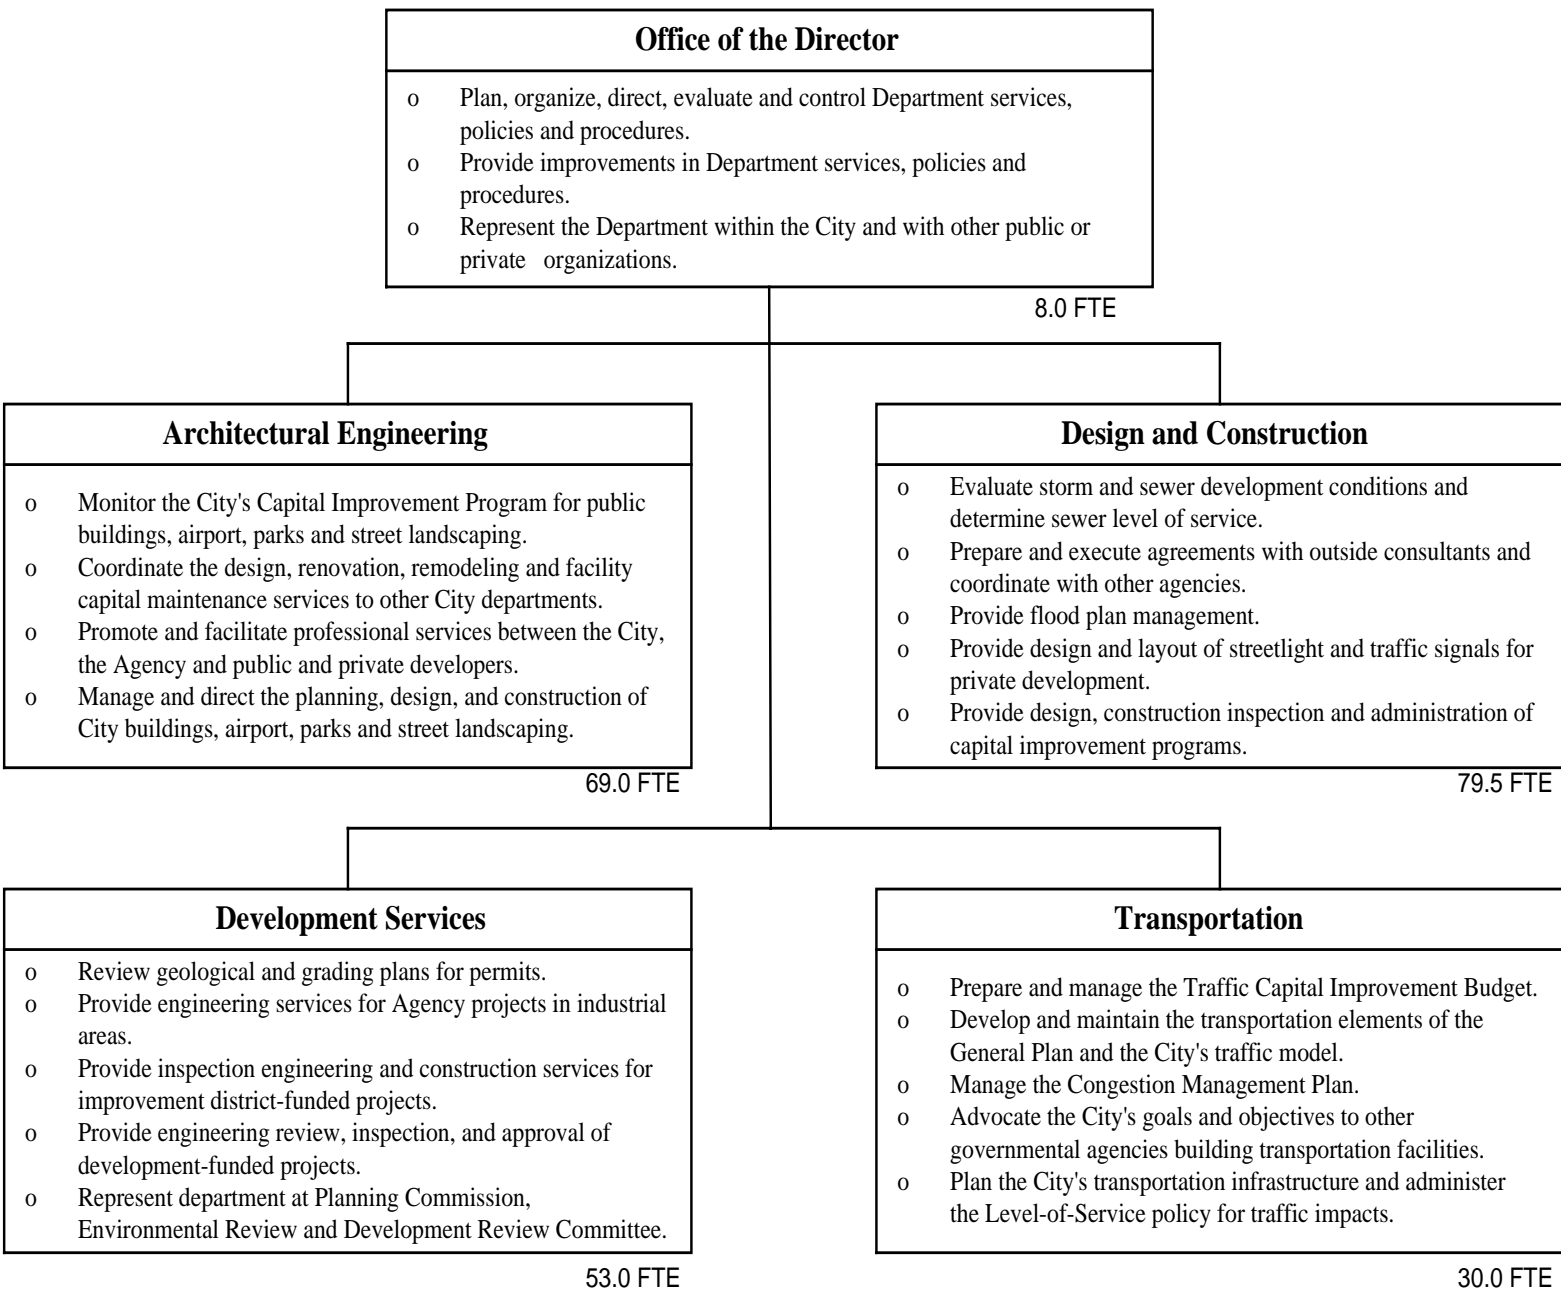 Office of the Director
o Plan, organize, direct, evaluate and control Department services,
policies and procedures.
o Provide improvements in Department services, policies and
procedures.
o Represent the Department within the City and with other public or
private organizations.
8.0 FTE
Architectural Engineering
o Monitor the City's Capital Improvement Program for public
buildings, airport, parks and street landscaping.
o Coordinate the design, renovation, remodeling and facility
capital maintenance services to other City departments.
o Promote and facilitate professional services between the City,
the Agency and public and private developers.
o Manage and direct the planning, design, and construction of
City buildings, airport, parks and street landscaping.
69.0 FTE
Design and Construction
o Evaluate storm and sewer development conditions and
determine sewer level of service.
o Prepare and execute agreements with outside consultants and
coordinate with other agencies.
o Provide flood plan management.
o Provide design and layout of streetlight and traffic signals for
private development.
o Provide design, construction inspection and administration of
capital improvement programs.
79.5 FTE
Development Services
o Review geological and grading plans for permits.
o Provide engineering services for Agency projects in industrial
areas.
o Provide inspection engineering and construction services for
improvement district-funded projects.
o Provide engineering review, inspection, and approval of
development-funded projects.
o Represent department at Planning Commission,
Environmental Review and Development Review Committee.
53.0 FTE
Transportation
o Prepare and manage the Traffic Capital Improvement Budget.
o Develop and maintain the transportation elements of the
General Plan and the City's traffic model.
o Manage the Congestion Management Plan.
o Advocate the City's goals and objectives to other
governmental agencies building transportation facilities.
o Plan the City's transportation infrastructure and administer
the Level-of-Service policy for traffic impacts.
30.0 FTE